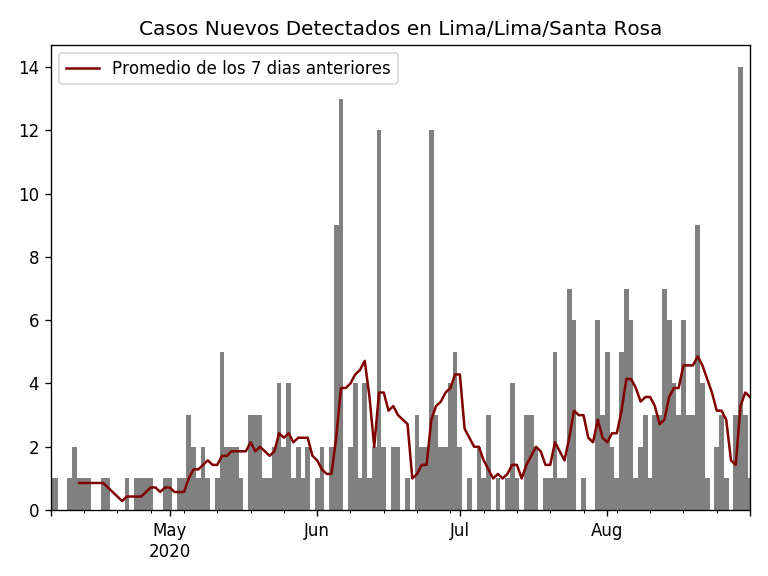 Casos Nuevos Detectados en Lima/Lima/Santa Rosa
Promedio de los 7 dias anteriores
14
12
10
8
6
4
2
0
May
2020
Jun
Jul
Aug